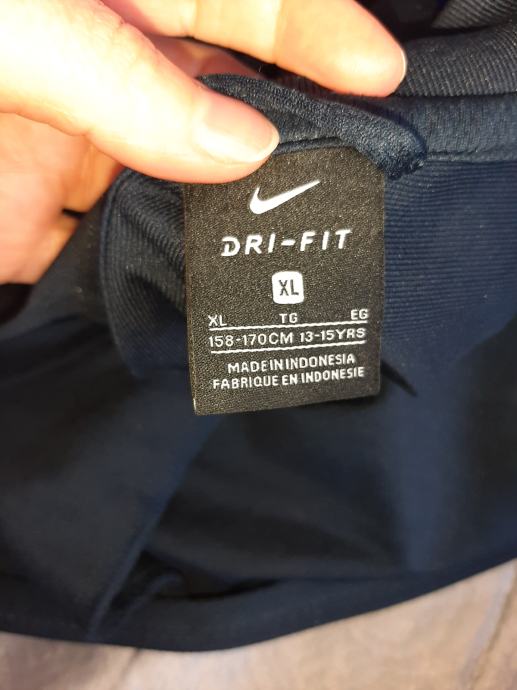 DRI-FIT
XL
XL TG EG
158-170CM 13-15YRS
MADE IN INDONESIA
FABRIQUE EN INDONESIE